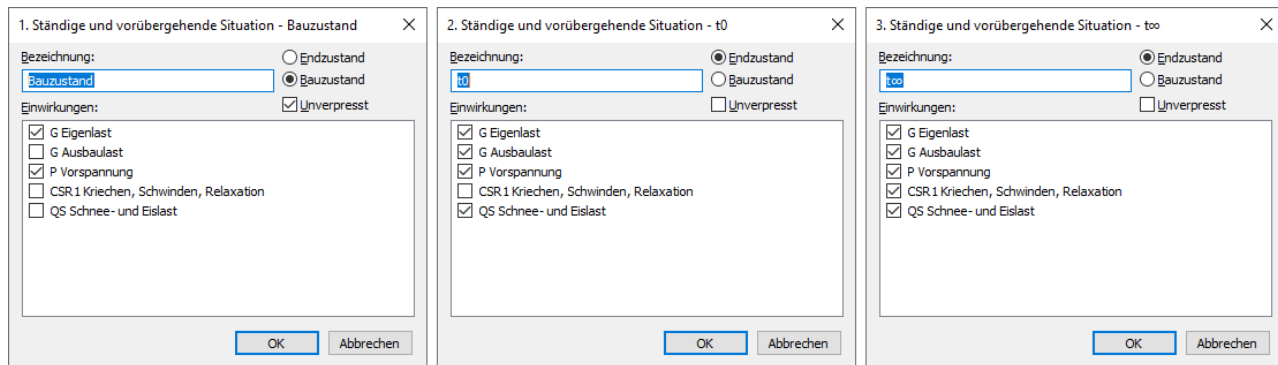 1. Ständige und vorübergehende Situation - Bauzustand
Bezeichnung:
Endzustand
Bauzustand
Bauzustand
Einwirkungen:
Unverpresst
G Eigenlast
G Ausbaulast
P Vorspannung
CSR1 Kriechen, Schwinden, Relaxation
QS Schnee- und Eislast
OK
Abbrechen
2. Ständige und vorübergehende Situation - t0
Bezeichnung:
Endzustand
t0
Bauzustand
Einwirkungen:
Unverpresst
G Eigenlast
G Ausbaulast
P Vorspannung
CSR1 Kriechen, Schwinden, Relaxation
QS Schnee- und Eislast
OK
Abbrechen
3. Ständige und vorübergehende Situation - t∞
Bezeichnung:
Endzustand
t∞
Bauzustand
Einwirkungen:
Unverpresst
G Eigenlast
G Ausbaulast
P Vorspannung
CSR1 Kriechen, Schwinden, Relaxation
QS Schnee- und Eislast
OK
Abbrechen